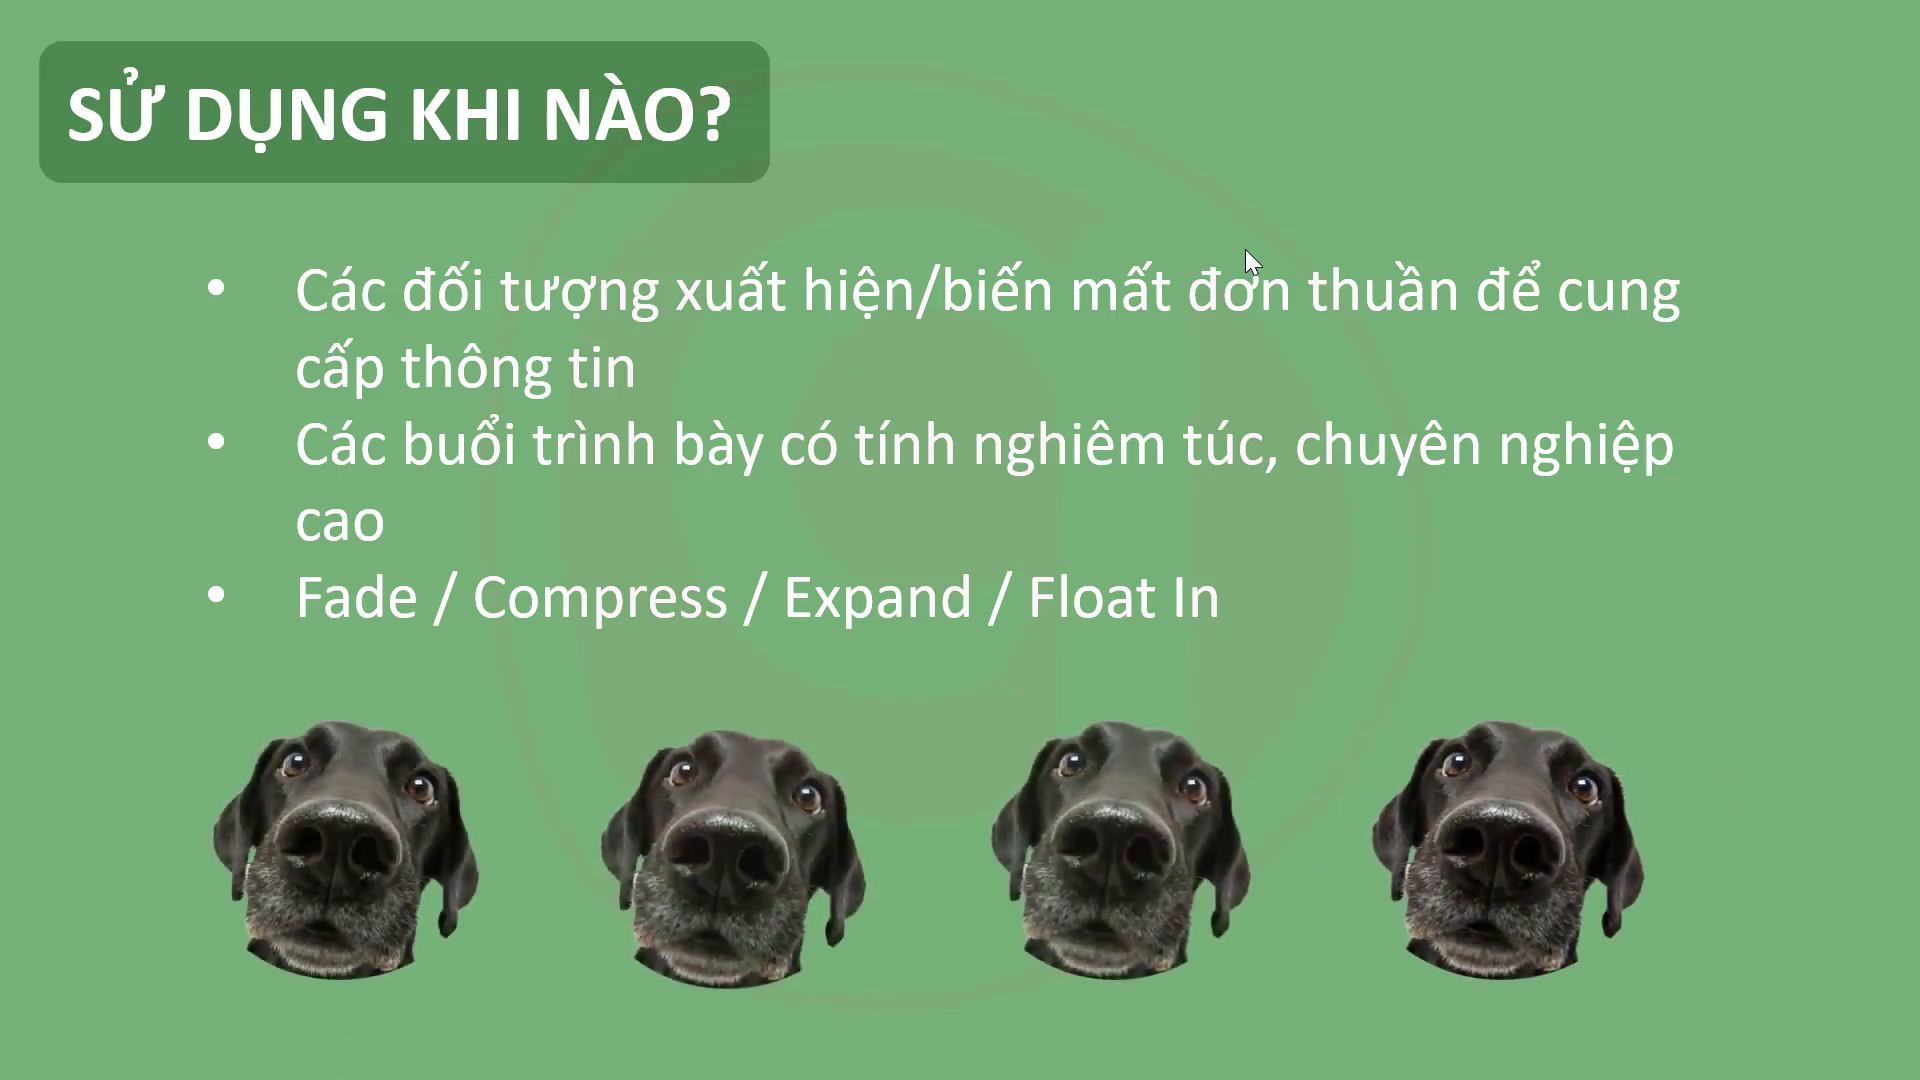 SỬ DỤNG KHI NÀO?
• Các đối tượng xuất hiện/biến mất đơn thuần để cung
cấp thông tin
• Các buổi trình bày có tính nghiêm túc, chuyên nghiệp
cao
• Fade / Compress / Expand / Float In